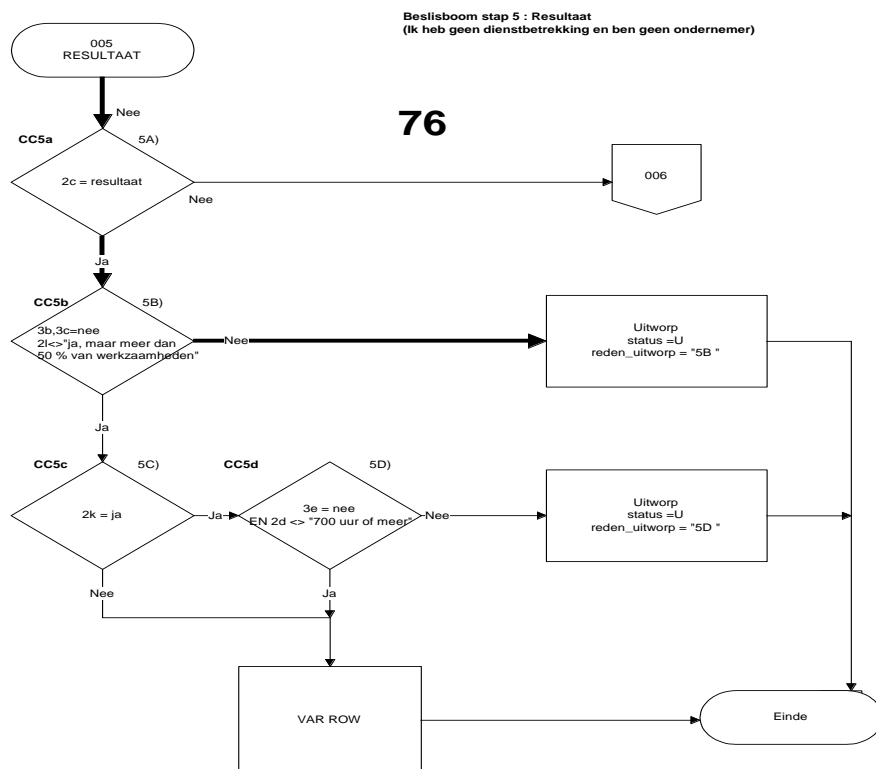 Beslisboom stap 5 : Resultaat
(Ik heb geen dienstbetrekking en ben geen ondernemer)
005
RESULTAAT
Nee
76
CC5a
5A)
2c = resultaat
Nee
006
Ja
CC5b
5B)
3b,3c=nee
2l<>"ja, maar meer dan
50 % van werkzaamheden"
Nee
Uitworp
status =U
reden_uitworp = "5B "
Ja
CC5c
5C)
CC5d
5D)
2k = ja
Ja
3e = nee
EN 2d <> "700 uur of meer"
Nee
Uitworp
status =U
reden_uitworp = "5D "
Nee
Ja
VAR ROW
Einde